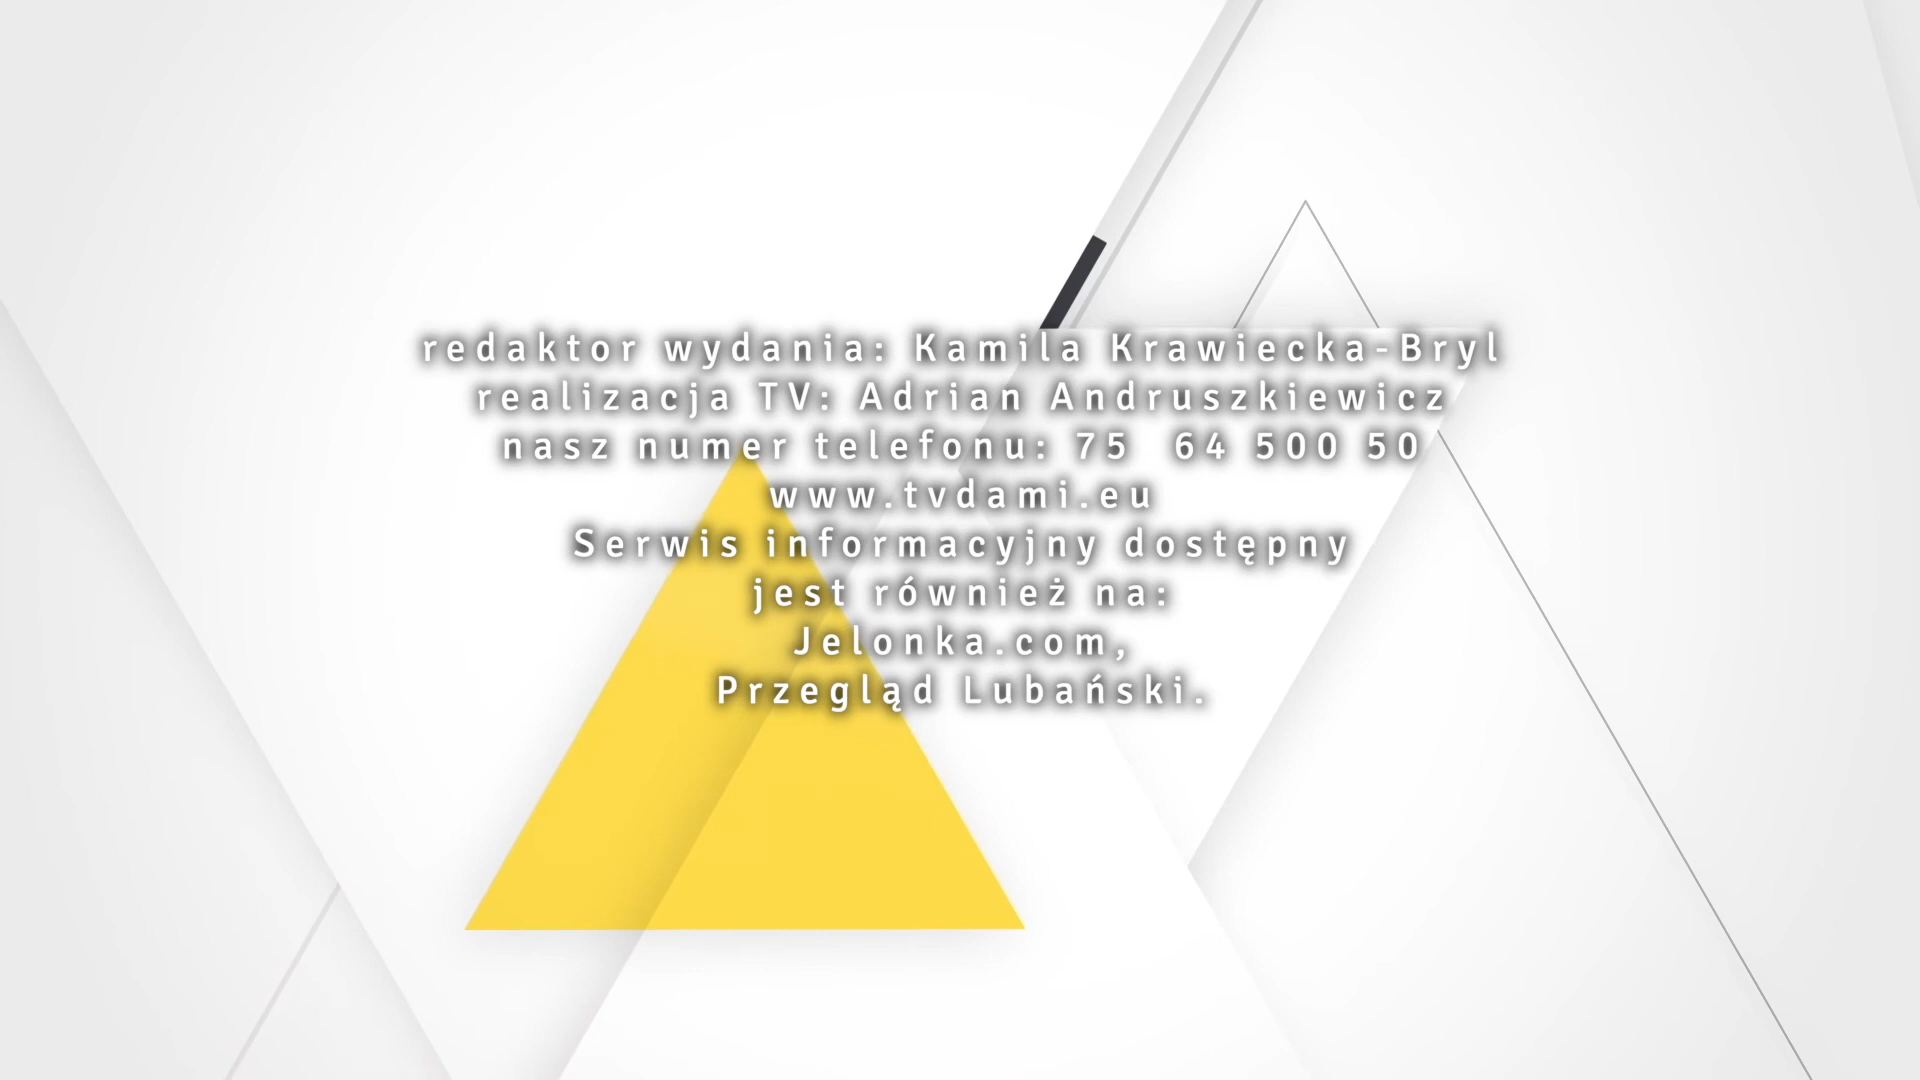 redaktor wydania: Kamila Krawiecka-Bryl
realizacja TV: Adrian Andruszkiewicz
nasz numer telefonu: 75  64 500 50
www.tvdami.eu
Serwis informacyjny dostępny
jest również na:
Jelonka.com,
Przegląd Lubański.